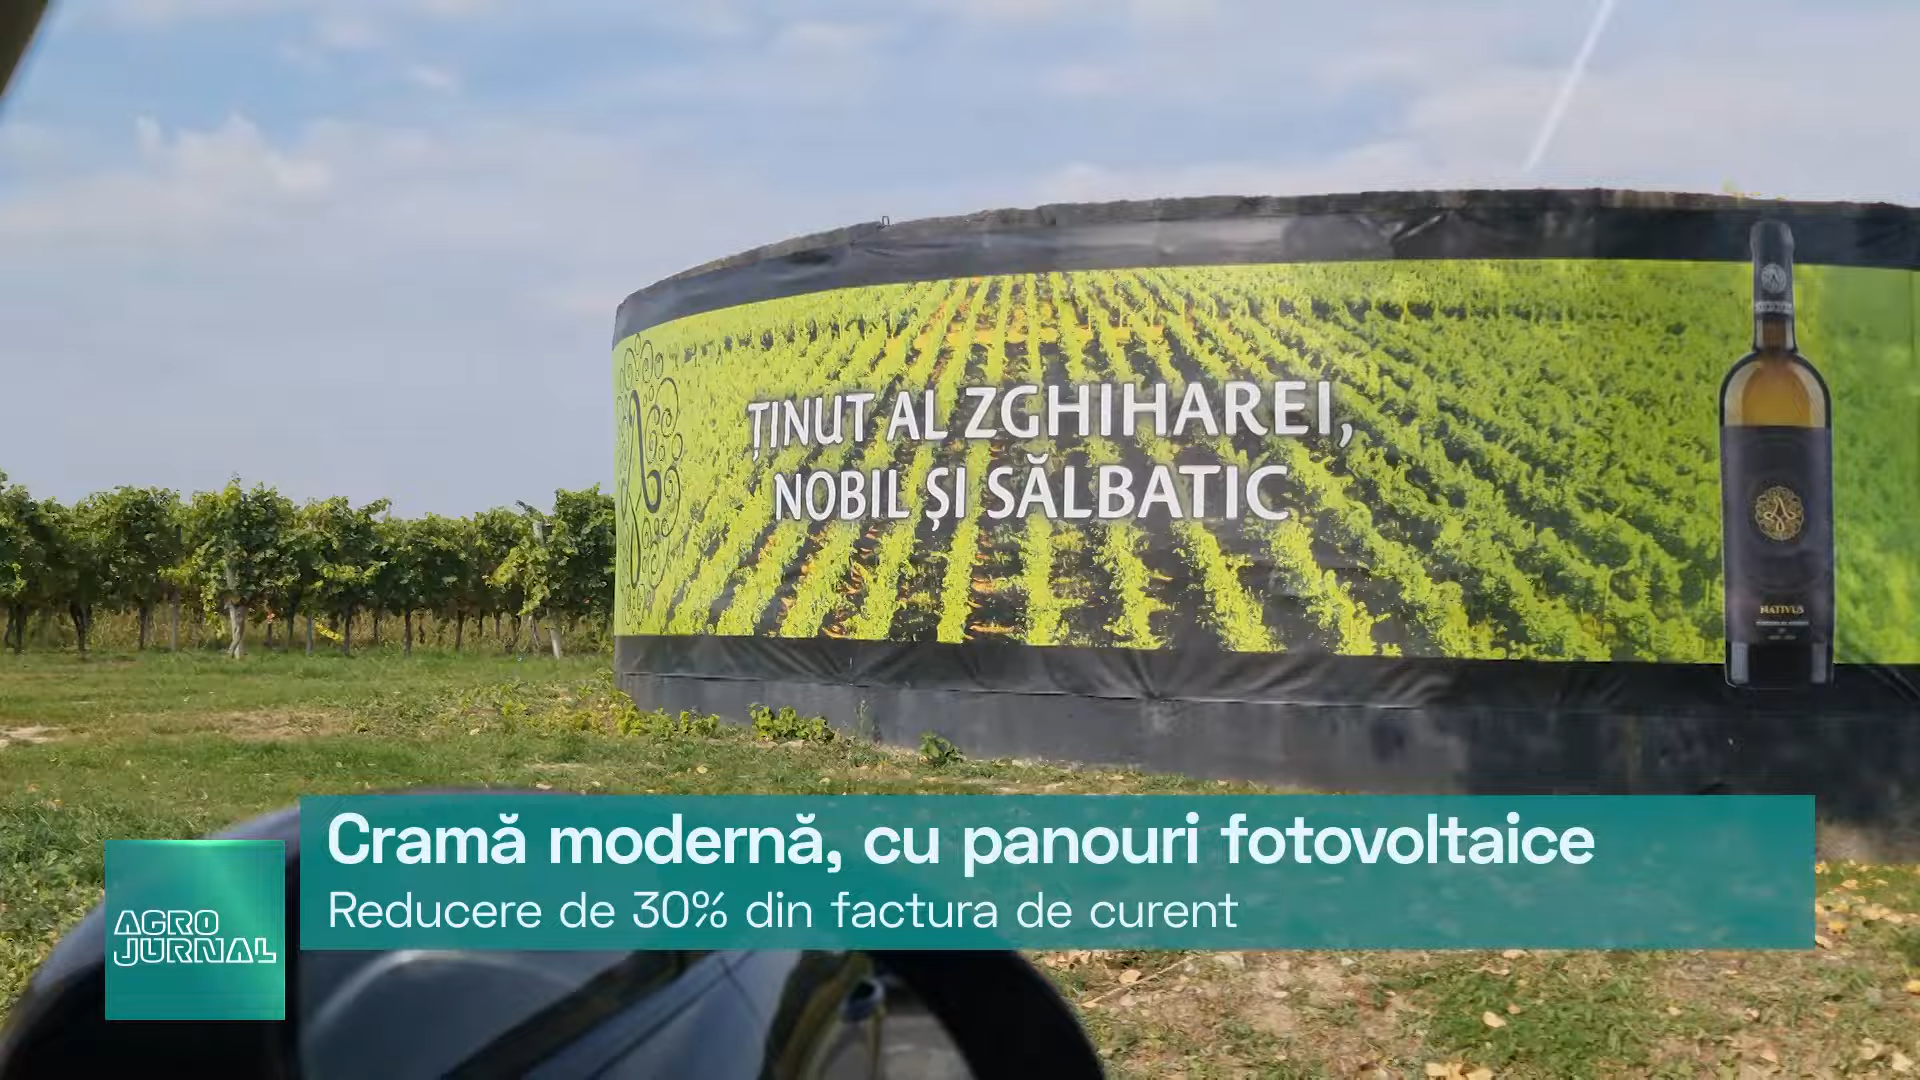 ȚINUT AL ZGHIHAREI,
NOBIL ȘI SĂLBATIC
NATIVUS
Cramă modernă, cu panouri fotovoltaice
Reducere de 30% din factura de curent
AGRO
JURNAL